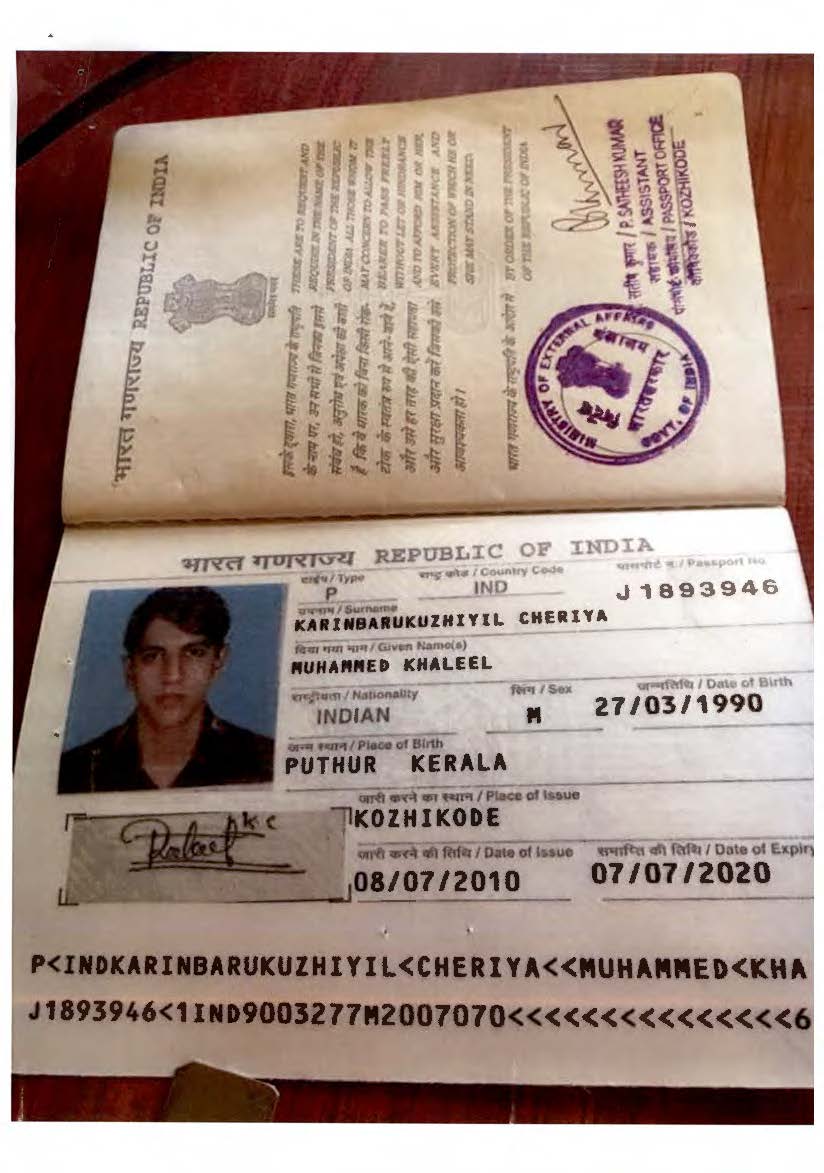 भारत गणराज्य REPUBLIC OF INDIA
इसके द्वारा, भारत गणराज्य के राष्ट्रपति
के नाम पर, उन सभी से जिनका इससे
संबंध हो, अनुरोध एवं अपेक्षा की जाती
है कि वे धारक को बिना किसी रोक-
टोक के स्वतंत्र रूप से आने-जाने दें,
और उसे हर तरह की ऐसी सहायता
और सुरक्षा प्रदान करें जिसकी उसे
आवश्यकता हो।
THESE ARE TO REQUEST AND
REQUIRE IN THE NAME OF THE
PRESIDENT OF THE REPUBLIC
OF INDIA ALL THOSE WHOM IT
MAY CONCERN TO ALLOW THE
BEARER TO PASS FREELY
WITHOUT LET OR HINDRANCE
AND TO AFFORD HIM OR HER,
EVERY ASSISTANCE AND
PROTECTION OF WHICH HE OR
SHE MAY STAND IN NEED.
भारत गणराज्य के राष्ट्रपति के आदेश से
BY ORDER OF THE PRESIDENT
OF THE REPUBLIC OF INDIA
MINISTRY OF EXTERNAL AFFAIRS
GOVT. OF INDIA
विदेश मंत्रालय
भारत सरकार
सतीष कुमार / P. SATHEESH KUMAR
सहायक / ASSISTANT
पासपोर्ट कार्यालय / PASSPORT OFFICE
कोषिक्कोड / KOZHIKODE
भारत गणराज्य REPUBLIC OF INDIA
टाईप / Type राष्ट्र कोड / Country Code पासपोर्ट न. / Passport No.
P IND J 1893946
उपनाम / Surname
KARINBARUKUZHIYIL CHERIYA
दिया गया नाम / Given Name(s)
MUHAMMED KHALEEL
राष्ट्रीयता / Nationality लिंग / Sex जन्मतिथि / Date of Birth
INDIAN M 27/03/1990
जन्म स्थान / Place of Birth
PUTHUR KERALA
जारी करने का स्थान / Place of Issue
KOZHIKODE
जारी करने की तिथि / Date of Issue समाप्ति की तिथि / Date of Expiry
08/07/2010 07/07/2020
P<INDKARINBARUKUZHIYIL<CHERIYA<<MUHAMMED<KHA
J1893946<1IND9003277M2007070<<<<<<<<<<<<<<<6